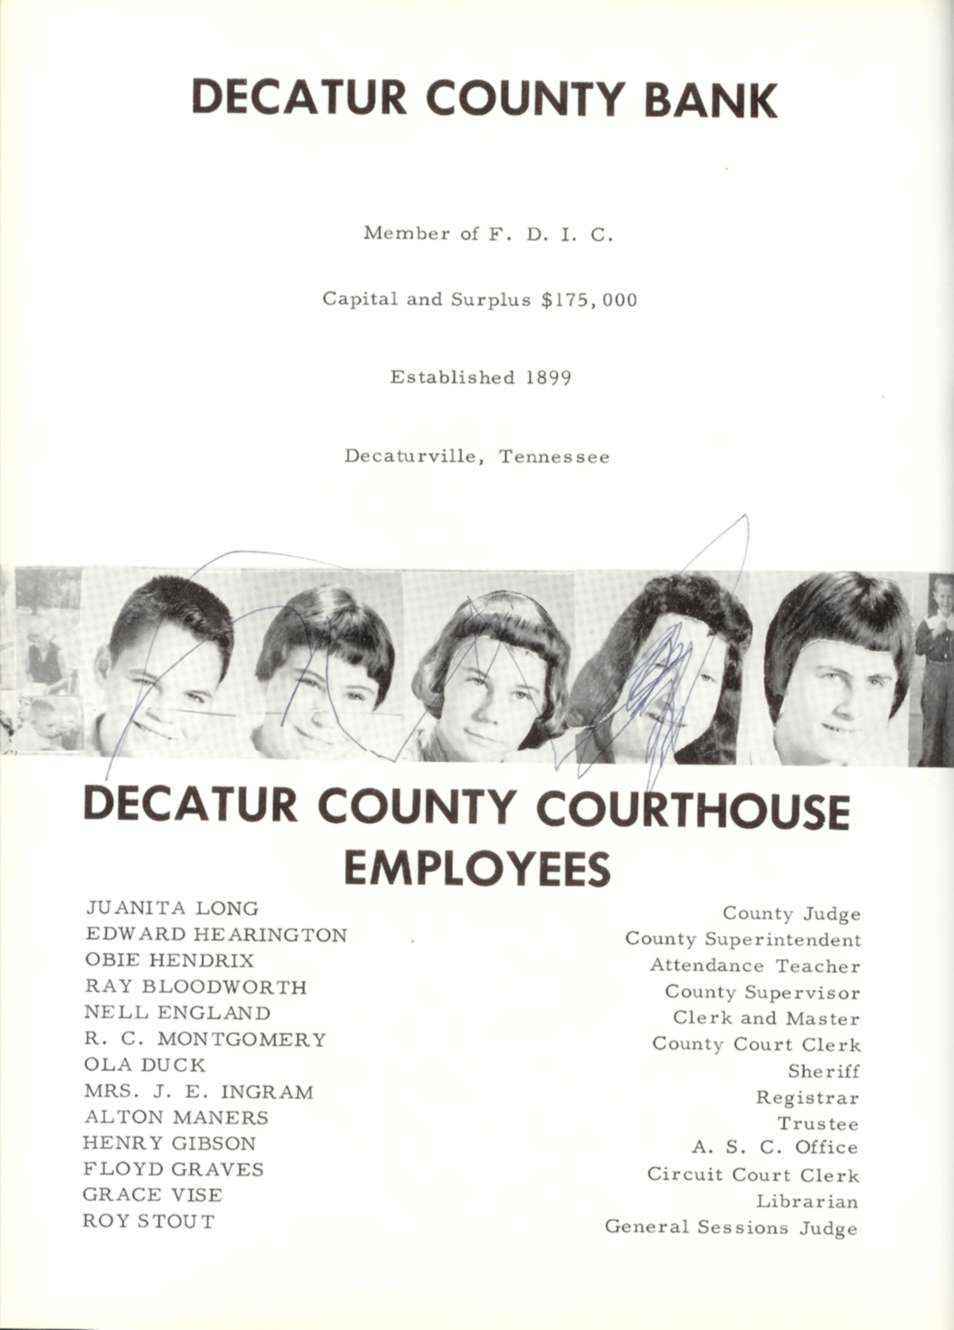 DECATUR COUNTY BANK
Member of F. D. I. C.
Capital and Surplus $175,000
Established 1899
Decaturville, Tennessee
DECATUR COUNTY COURTHOUSE
EMPLOYEES
JUANITA LONG County Judge
EDWARD HEARINGTON County Superintendent
OBIE HENDRIX Attendance Teacher
RAY BLOODWORTH County Supervisor
NELL ENGLAND Clerk and Master
R. C. MONTGOMERY County Court Clerk
OLA DUCK Sheriff
MRS. J. E. INGRAM Registrar
ALTON MANERS Trustee
HENRY GIBSON A. S. C. Office
FLOYD GRAVES Circuit Court Clerk
GRACE VISE Librarian
ROY STOUT General Sessions Judge